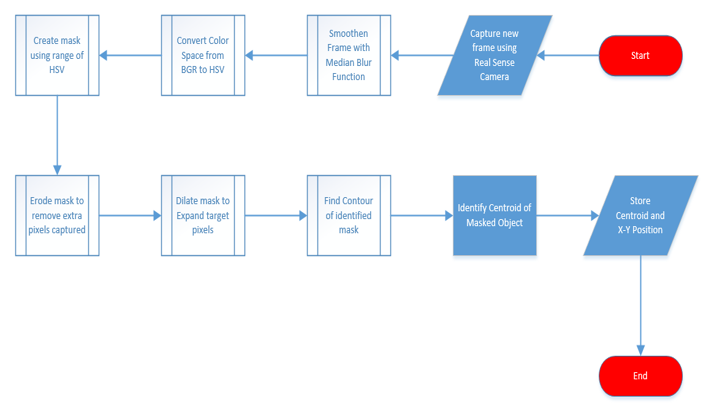 Start
Capture new
frame using
Real Sense
Camera
Smoothen
Frame with
Median Blur
Function
Convert Color
Space from
BGR to HSV
Create mask
using range of
HSV
Erode mask to
remove extra
pixels captured
Dilate mask to
Expand target
pixels
Find Contour
of identified
mask
Identify Centroid of
Masked Object
Store
Centroid and
X-Y Position
End